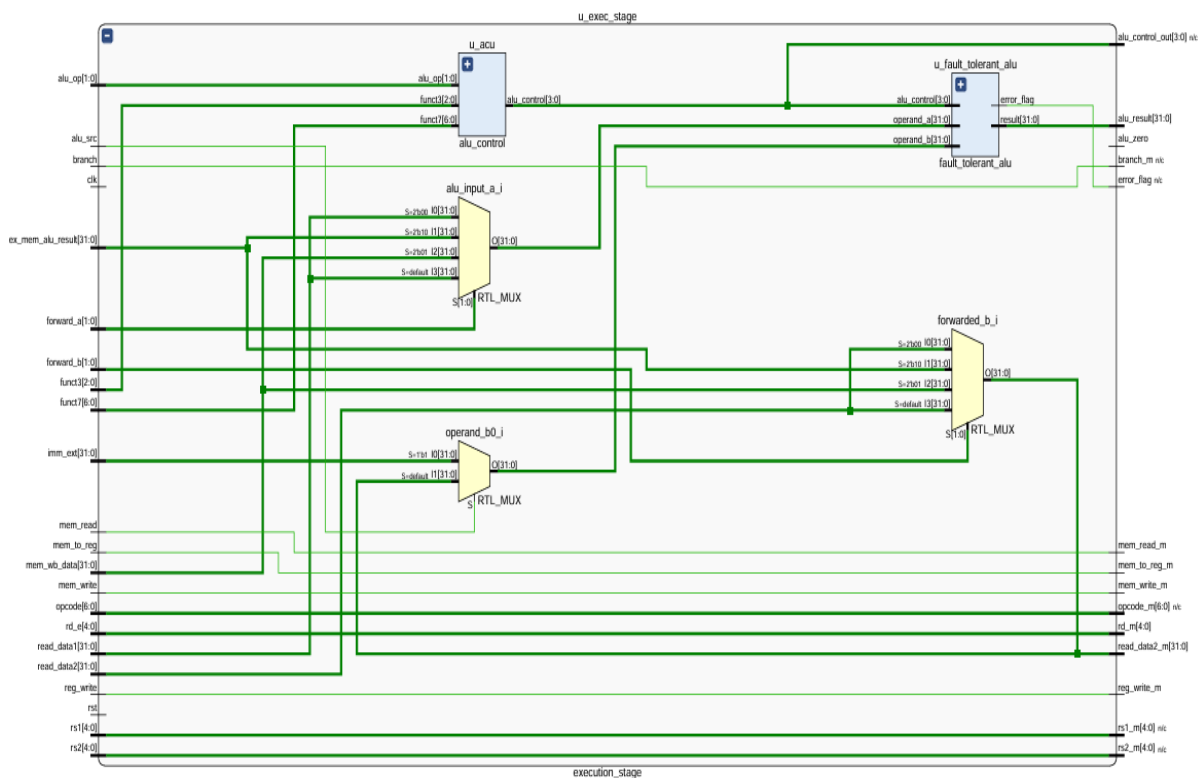 u_exec_stage
alu_control_out[3:0] n/c
u_acu
u_fault_tolerant_alu
alu_op[1:0]
alu_op[1:0]
funct3[2:0]
alu_control[3:0]
funct7[6:0]
alu_control
alu_control[3:0]
error_flag
operand_a[31:0]
result[31:0]
operand_b[31:0]
fault_tolerant_alu
alu_result[31:0]
alu_zero
branch_m n/c
error_flag n/c
alu_src
branch
clk
alu_input_a_i
S=2'b00 I0[31:0]
S=2'b10 I1[31:0]
S=2'b01 I2[31:0]
S=default I3[31:0]
O[31:0]
S[1:0]
RTL_MUX
ex_mem_alu_result[31:0]
forward_a[1:0]
forward_b[1:0]
funct3[2:0]
funct7[6:0]
forwarded_b_i
S=2'b00 I0[31:0]
S=2'b10 I1[31:0]
S=2'b01 I2[31:0]
S=default I3[31:0]
O[31:0]
S[1:0]
RTL_MUX
operand_b0_i
imm_ext[31:0]
S=1'b1 I0[31:0]
S=default I1[31:0]
O[31:0]
S
RTL_MUX
mem_read
mem_to_reg
mem_wb_data[31:0]
mem_write
opcode[6:0]
rd_e[4:0]
read_data1[31:0]
read_data2[31:0]
reg_write
rst
rs1[4:0]
rs2[4:0]
mem_read_m
mem_to_reg_m
mem_write_m
opcode_m[6:0] n/c
rd_m[4:0]
read_data2_m[31:0]
reg_write_m
rs1_m[4:0] n/c
rs2_m[4:0] n/c
execution_stage